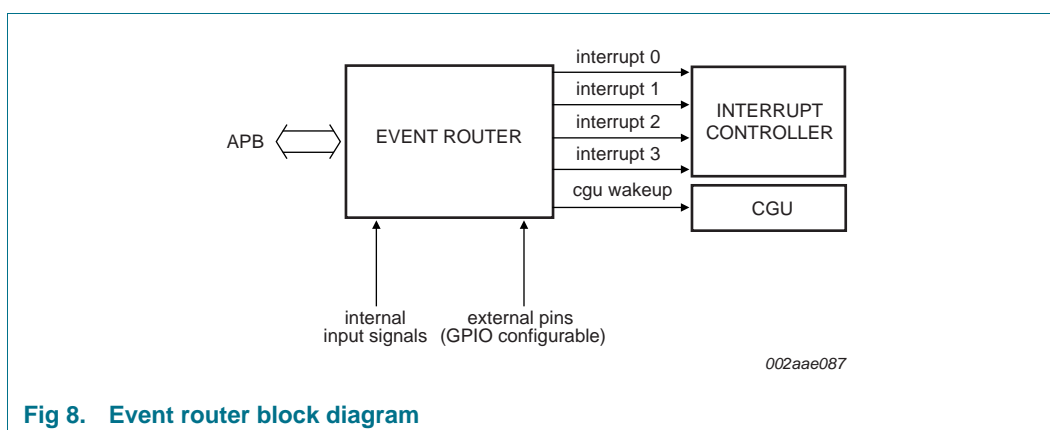 interrupt 0
interrupt 1
interrupt 2
interrupt 3
cgu wakeup
APB
EVENT ROUTER
INTERRUPT
CONTROLLER
CGU
internal
input signals
external pins
(GPIO configurable)
002aae087
Fig 8. Event router block diagram